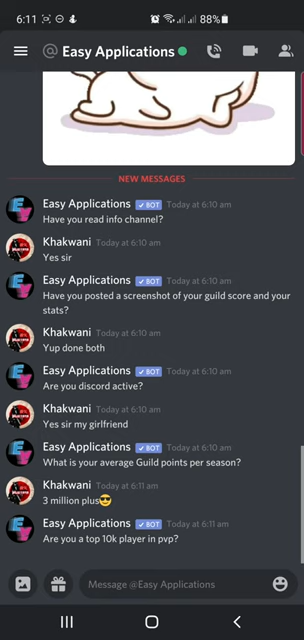 6:11 88%
@ Easy Applications
NEW MESSAGES
Easy Applications ✓ BOT Today at 6:10 am
Have you read info channel?
Khakwani Today at 6:10 am
Yes sir
Easy Applications ✓ BOT Today at 6:10 am
Have you posted a screenshot of your guild score and your
stats?
Khakwani Today at 6:10 am
Yup done both
Easy Applications ✓ BOT Today at 6:10 am
Are you discord active?
Khakwani Today at 6:10 am
Yes sir my girlfriend
Easy Applications ✓ BOT Today at 6:10 am
What is your average Guild points per season?
Khakwani Today at 6:11 am
3 million plus😎
Easy Applications ✓ BOT Today at 6:11 am
Are you a top 10k player in pvp?
Message @Easy Applications